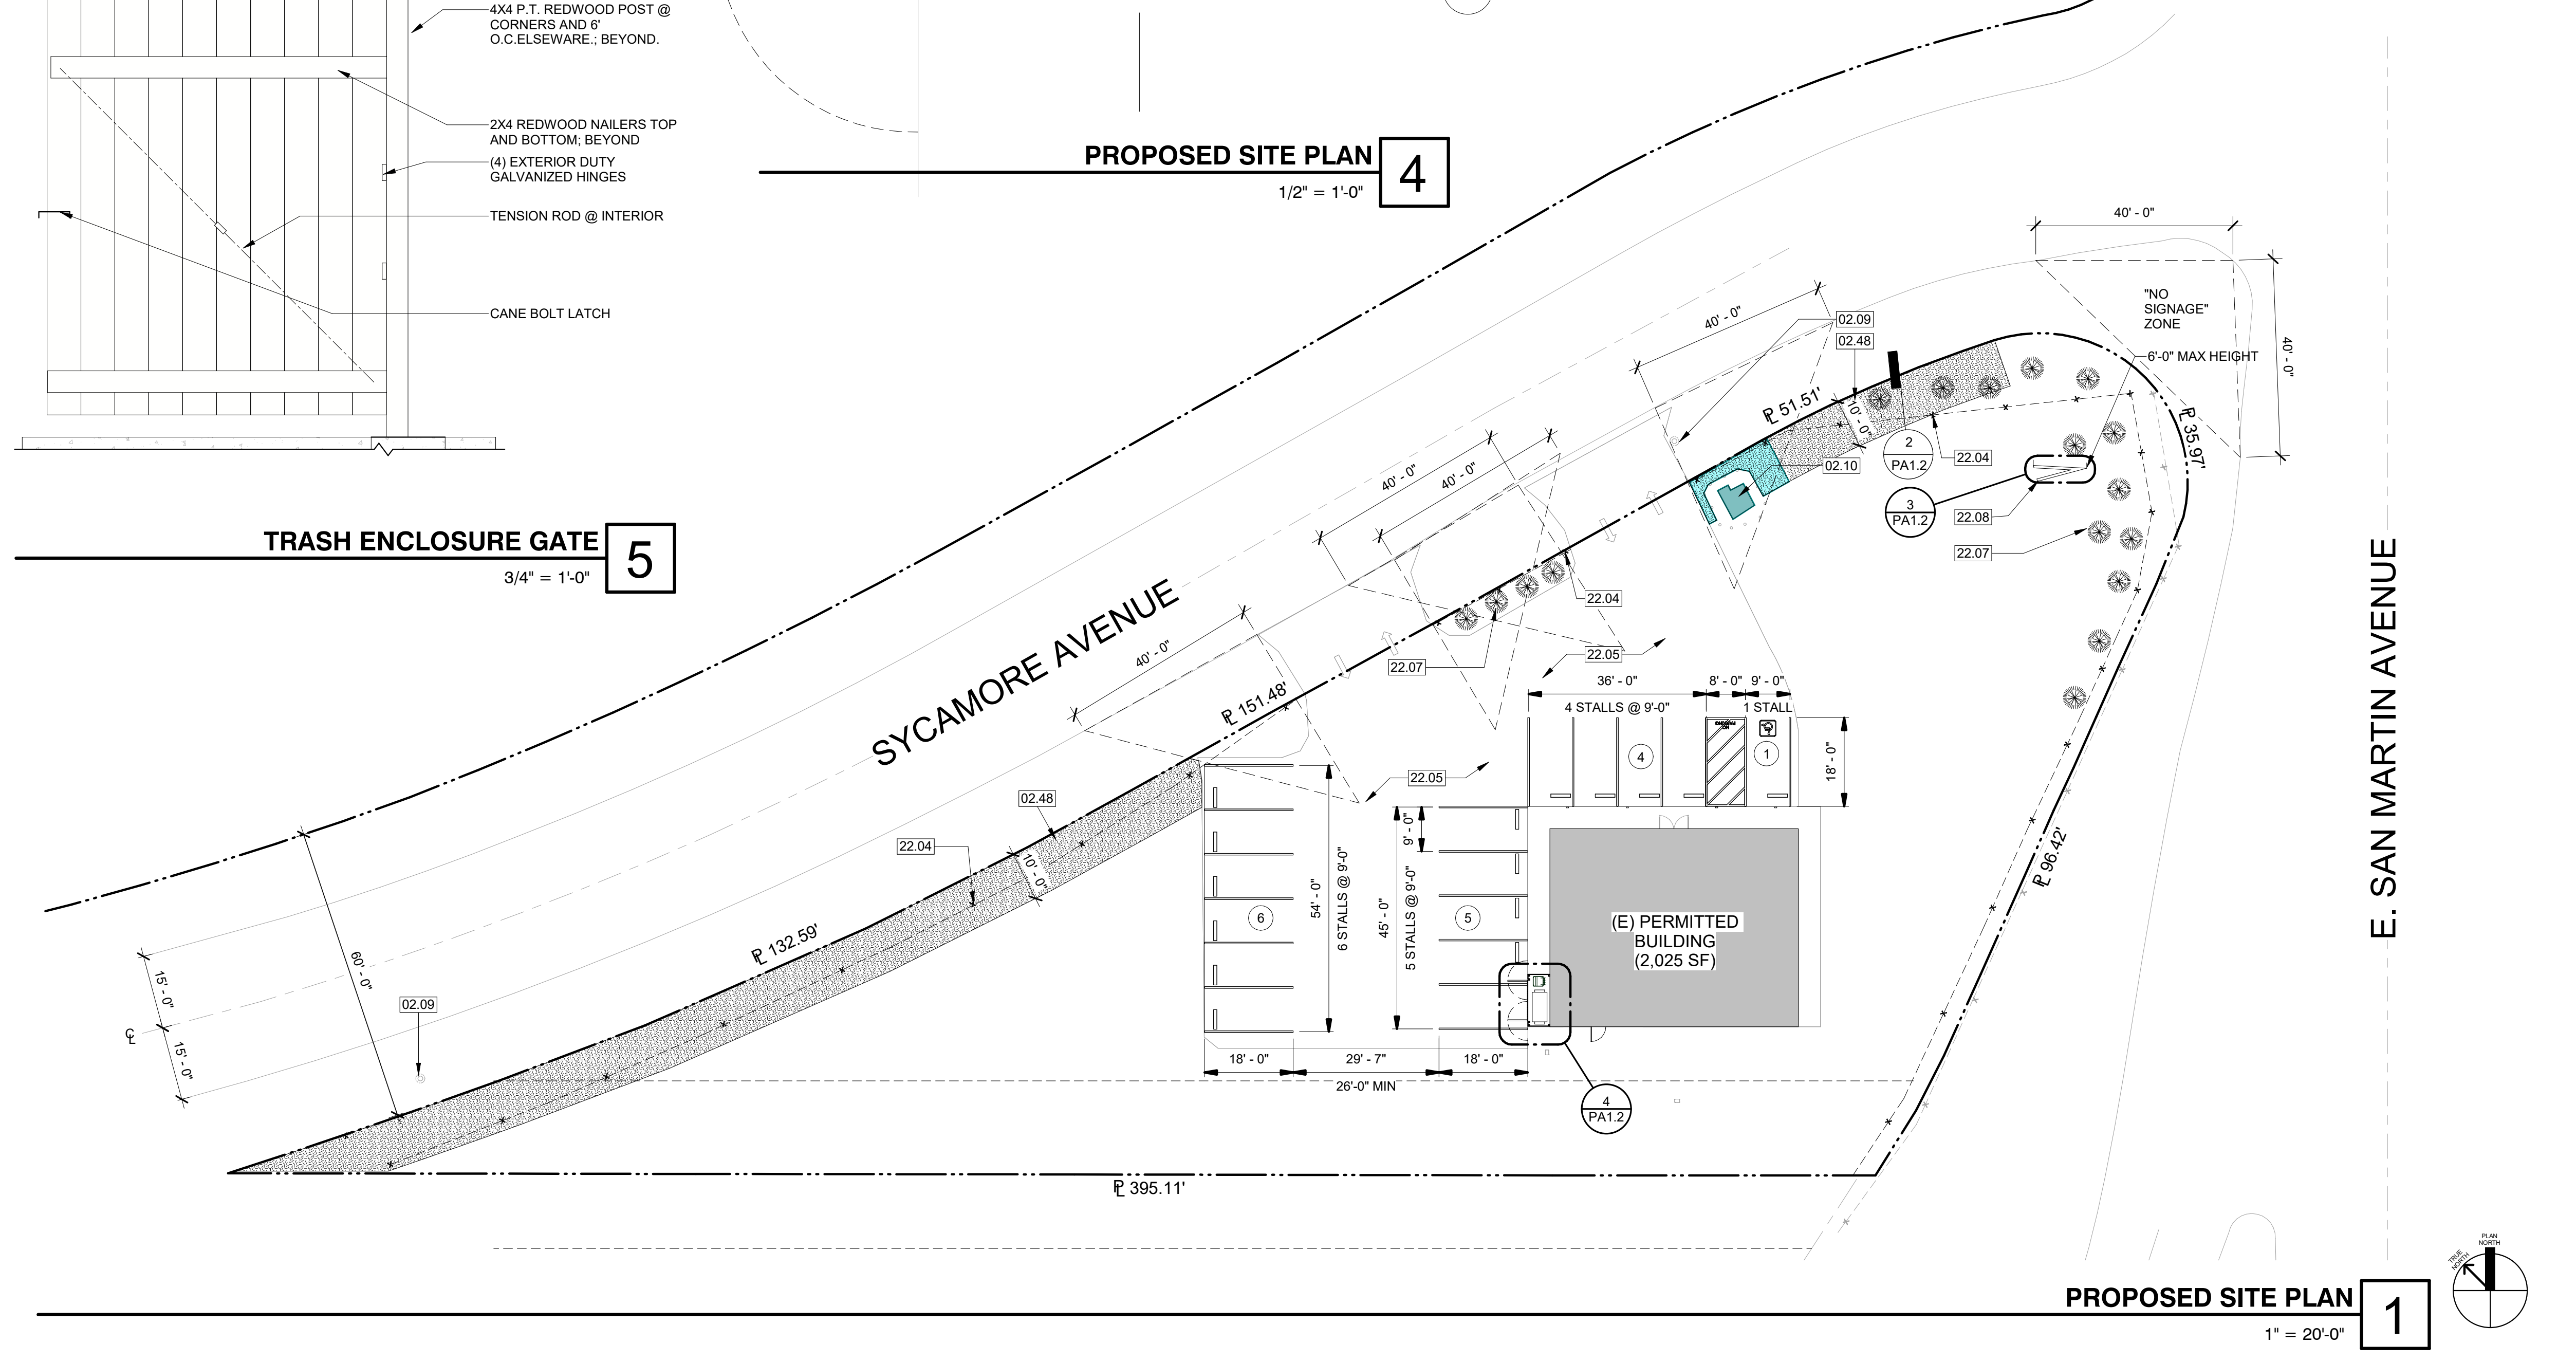 4X4 P.T. REDWOOD POST @
CORNERS AND 6'
O.C.ELSEWARE.; BEYOND.
2X4 REDWOOD NAILERS TOP
AND BOTTOM; BEYOND
(4) EXTERIOR DUTY
GALVANIZED HINGES
TENSION ROD @ INTERIOR
CANE BOLT LATCH
TRASH ENCLOSURE GATE
3/4" = 1'-0"
5
PROPOSED SITE PLAN
1/2" = 1'-0"
4
40' - 0"
"NO
SIGNAGE"
ZONE
40' - 0"
6'-0" MAX HEIGHT
40' - 0"
02.09
02.48
℄ 51.51'
10' - 0"
2
PA1.2
22.04
02.10
3
PA1.2
22.08
22.07
℄ 35.97'
40' - 0"
40' - 0"
22.04
22.07
22.05
40' - 0"
SYCAMORE AVENUE
℄ 151.48'
22.05
36' - 0"
8' - 0"
9' - 0"
4 STALLS @ 9'-0"
1 STALL
NO
PARKING
4
1
18' - 0"
E. SAN MARTIN AVENUE
02.48
22.04
10' - 0"
℄ 132.59'
60' - 0"
15' - 0"
℄
15' - 0"
02.09
6
54' - 0"
6 STALLS @ 9'-0"
9' - 0"
45' - 0"
5 STALLS @ 9'-0"
5
(E) PERMITTED
BUILDING
(2,025 SF)
℄ 96.42'
18' - 0"
29' - 7"
18' - 0"
26'-0" MIN
4
PA1.2
℄ 395.11'
PLAN
NORTH
TRUE
NORTH
PROPOSED SITE PLAN
1" = 20'-0"
1